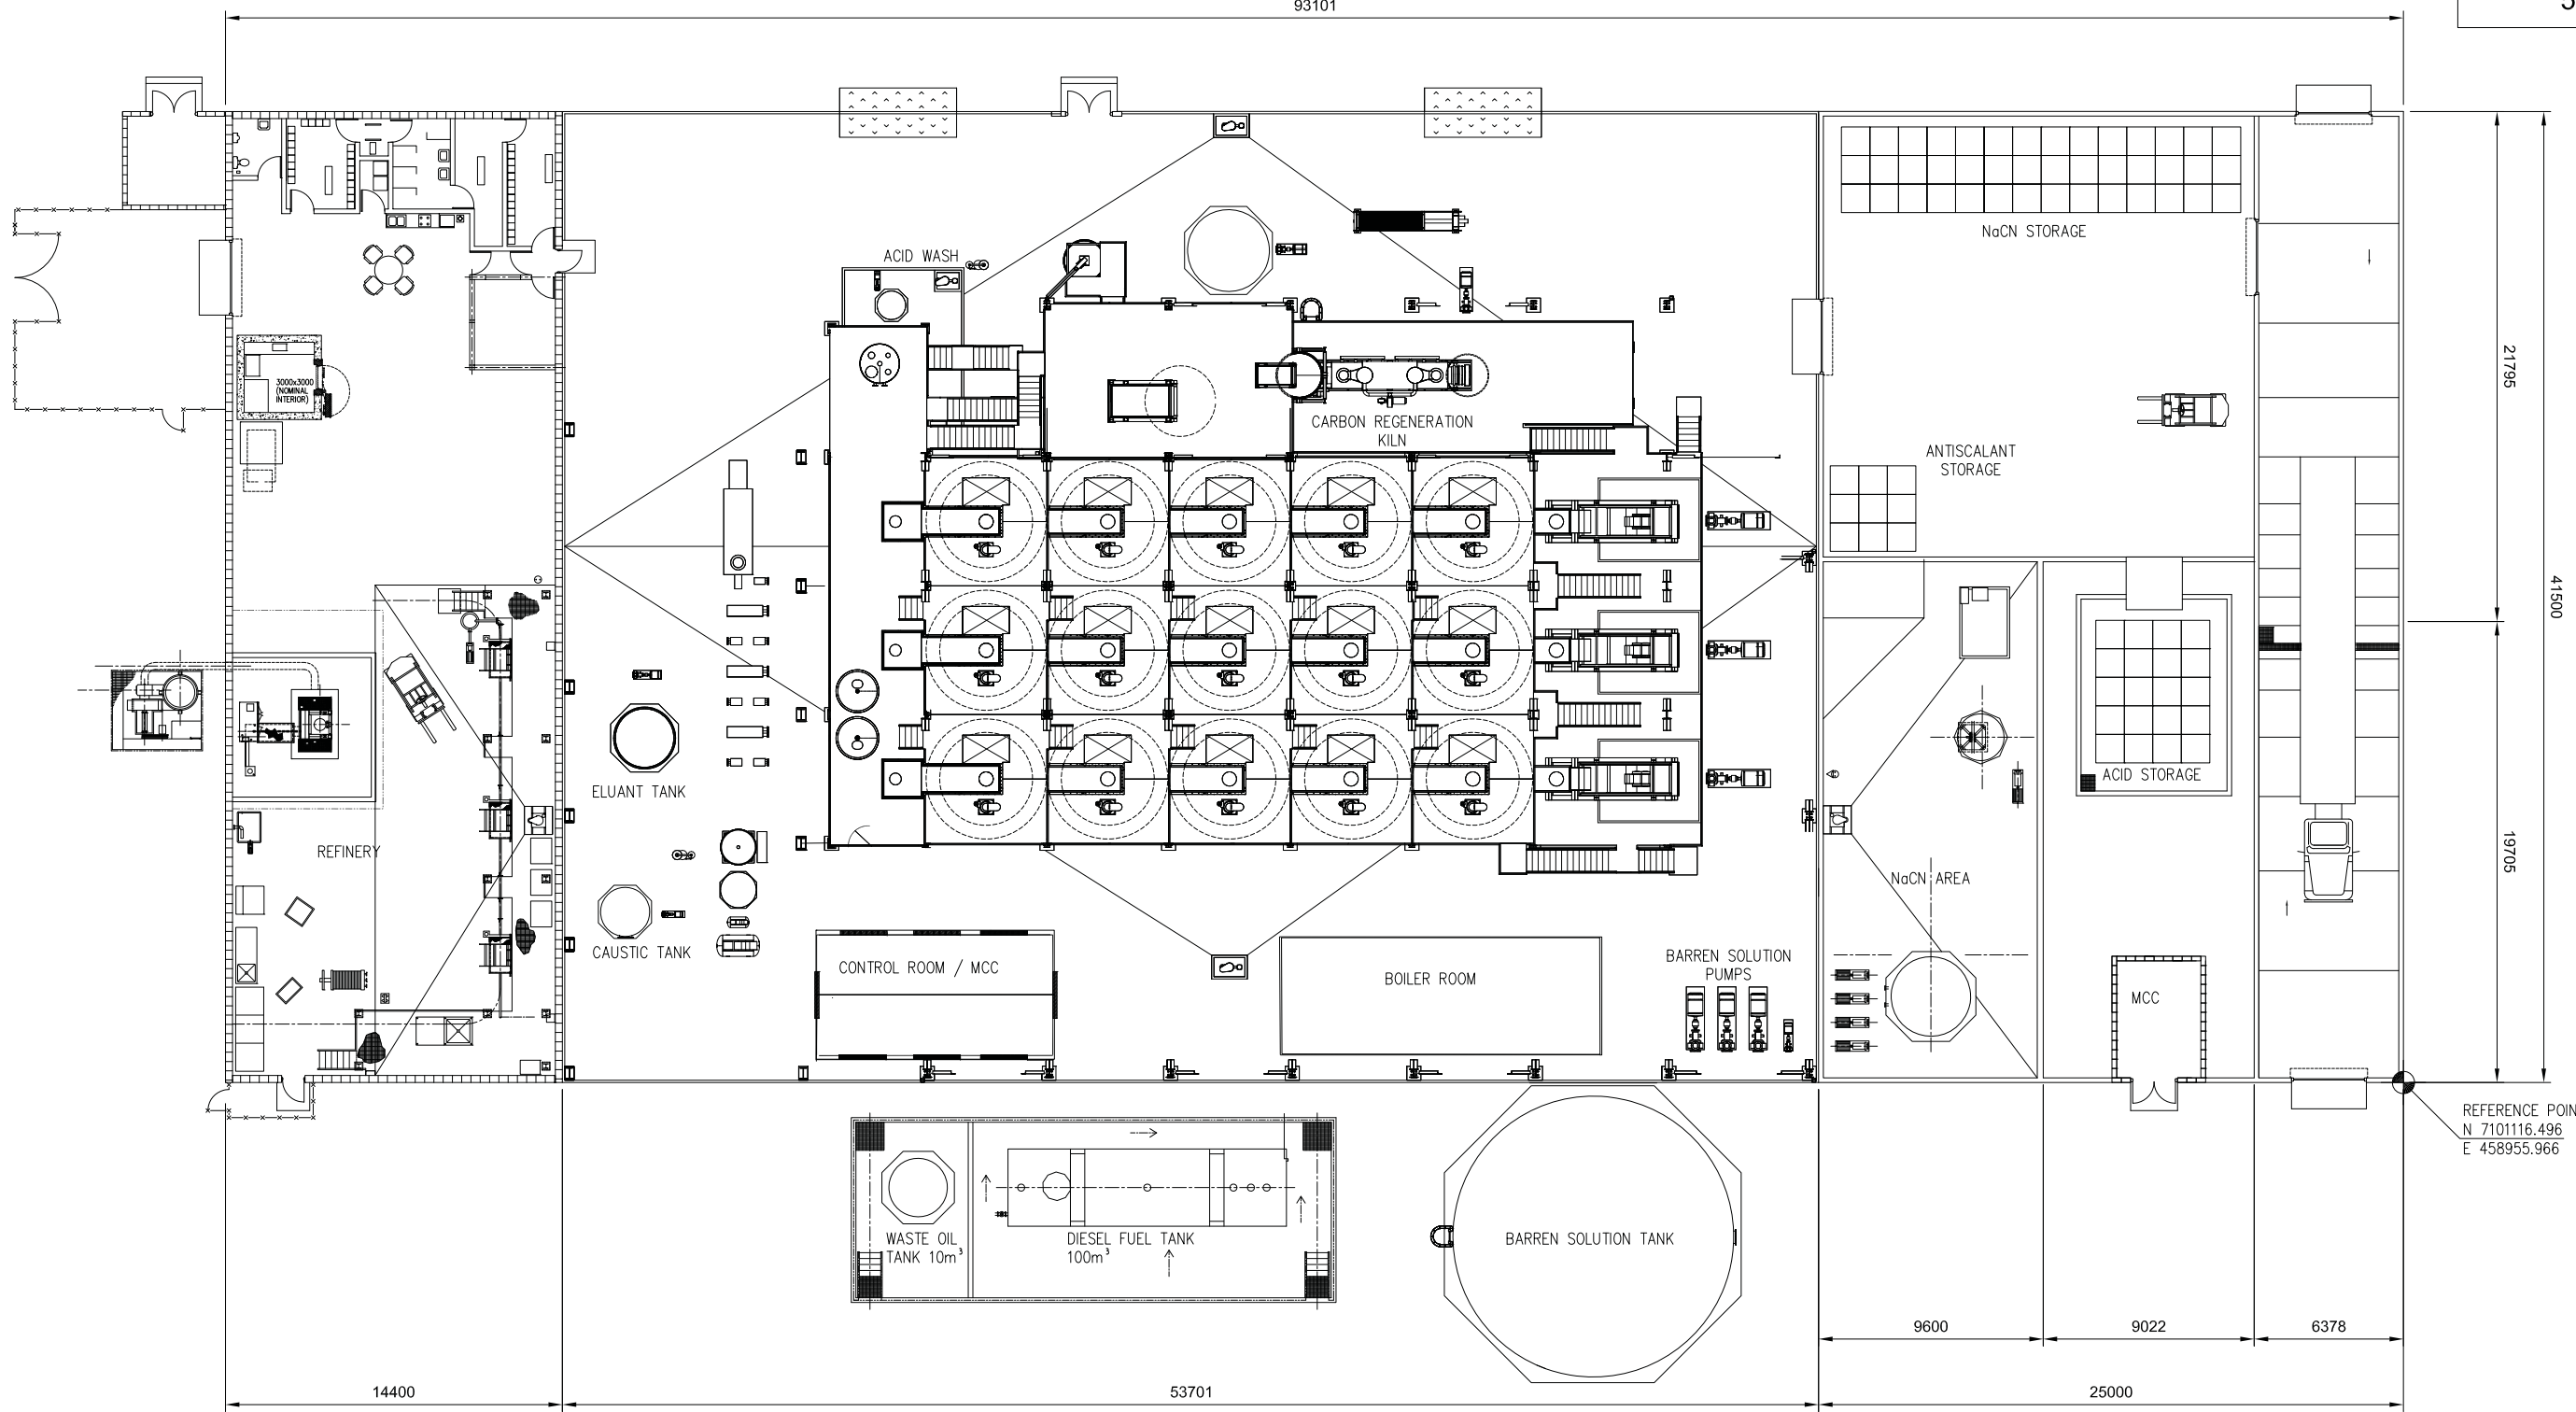 93101
5
NaCN STORAGE
ACID WASH
21795
3000x3000
(NOMINAL
INTERIOR)
CARBON REGENERATION
KILN
ANTISCALANT
STORAGE
41500
ACID STORAGE
ELUANT TANK
REFINERY
19705
NaCN AREA
CAUSTIC TANK
CONTROL ROOM / MCC
BOILER ROOM
BARREN SOLUTION
PUMPS
MCC
REFERENCE POIN
N 7101116.496
E 458955.966
WASTE OIL
TANK 10m³
DIESEL FUEL TANK
100m³
BARREN SOLUTION TANK
9600
9022
6378
14400
53701
25000